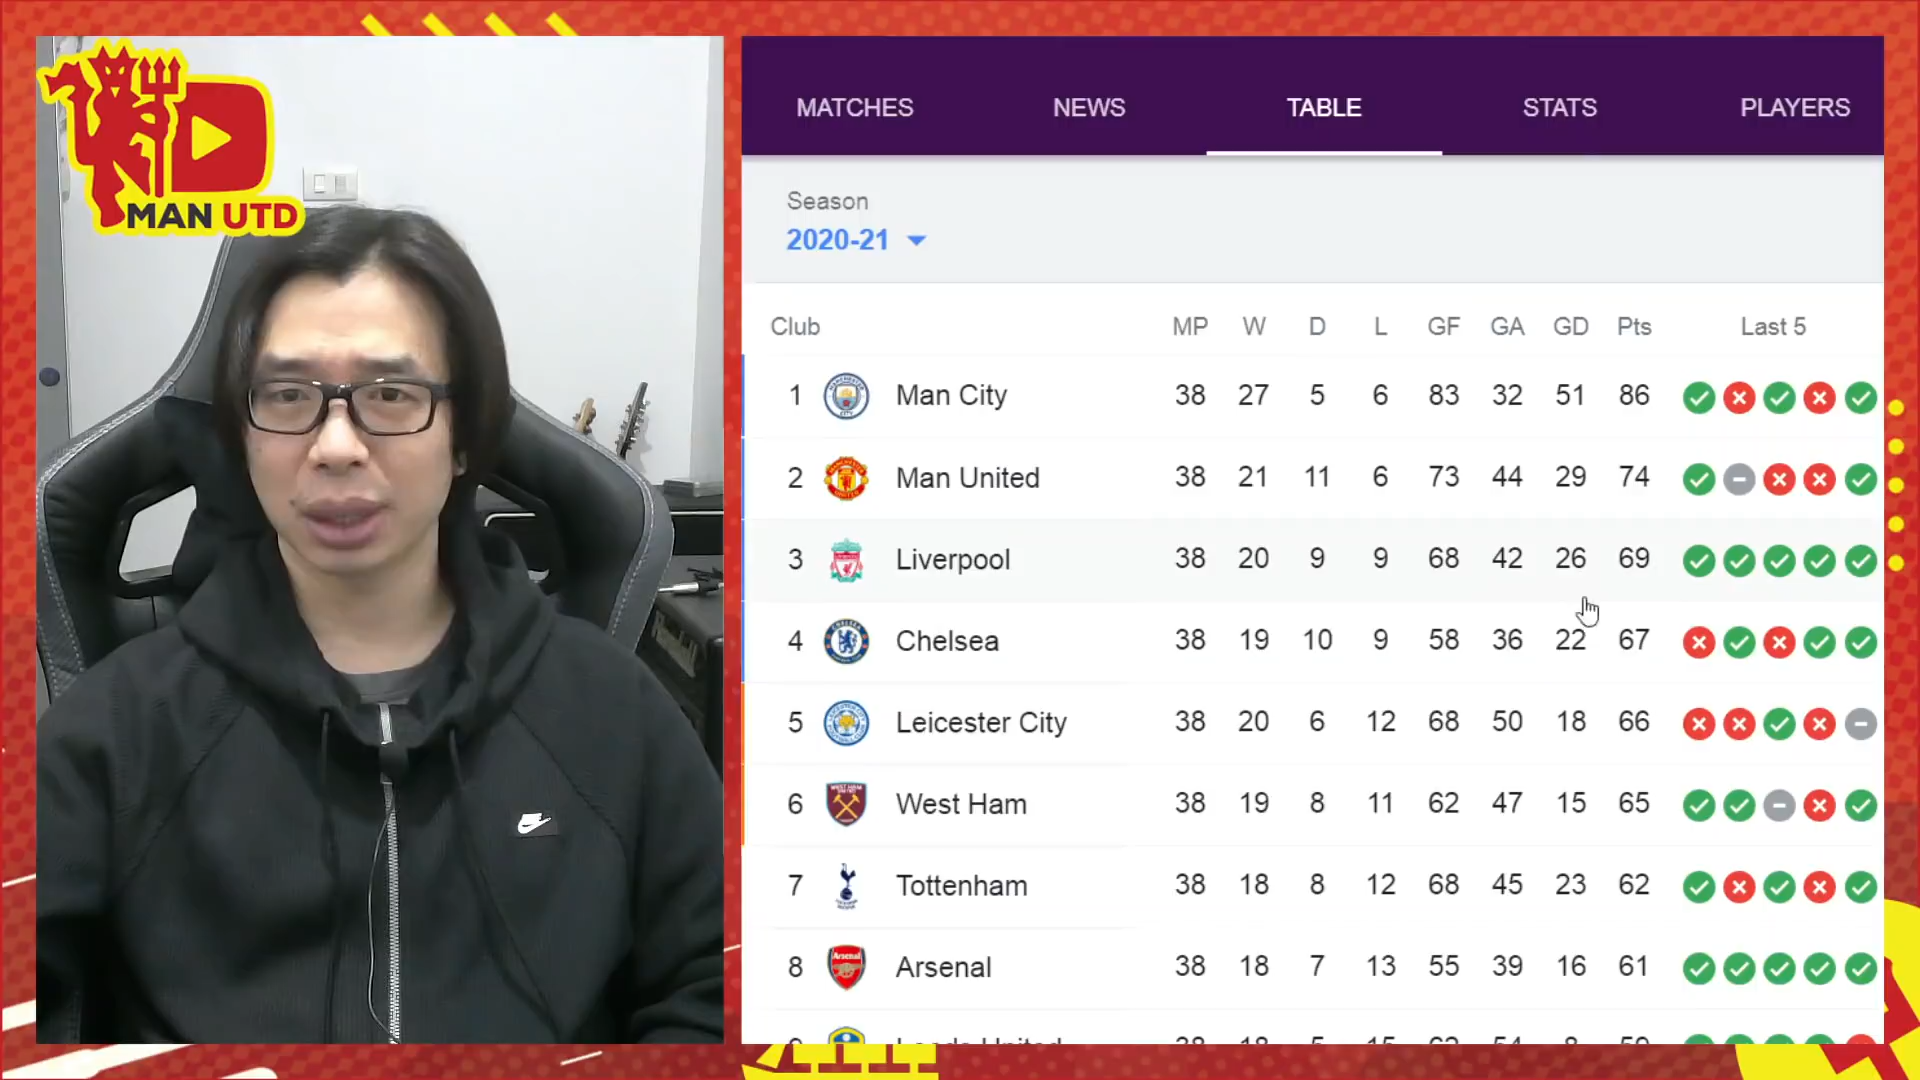 MAN UTD
MATCHES NEWS TABLE STATS PLAYERS
Season
2020-21
Club MP W D L GF GA GD Pts Last 5
1 Man City 38 27 5 6 83 32 51 86
2 Man United 38 21 11 6 73 44 29 74
3 Liverpool 38 20 9 9 68 42 26 69
4 Chelsea 38 19 10 9 58 36 22 67
5 Leicester City 38 20 6 12 68 50 18 66
6 West Ham 38 19 8 11 62 47 15 65
7 Tottenham 38 18 8 12 68 45 23 62
8 Arsenal 38 18 7 13 55 39 16 61